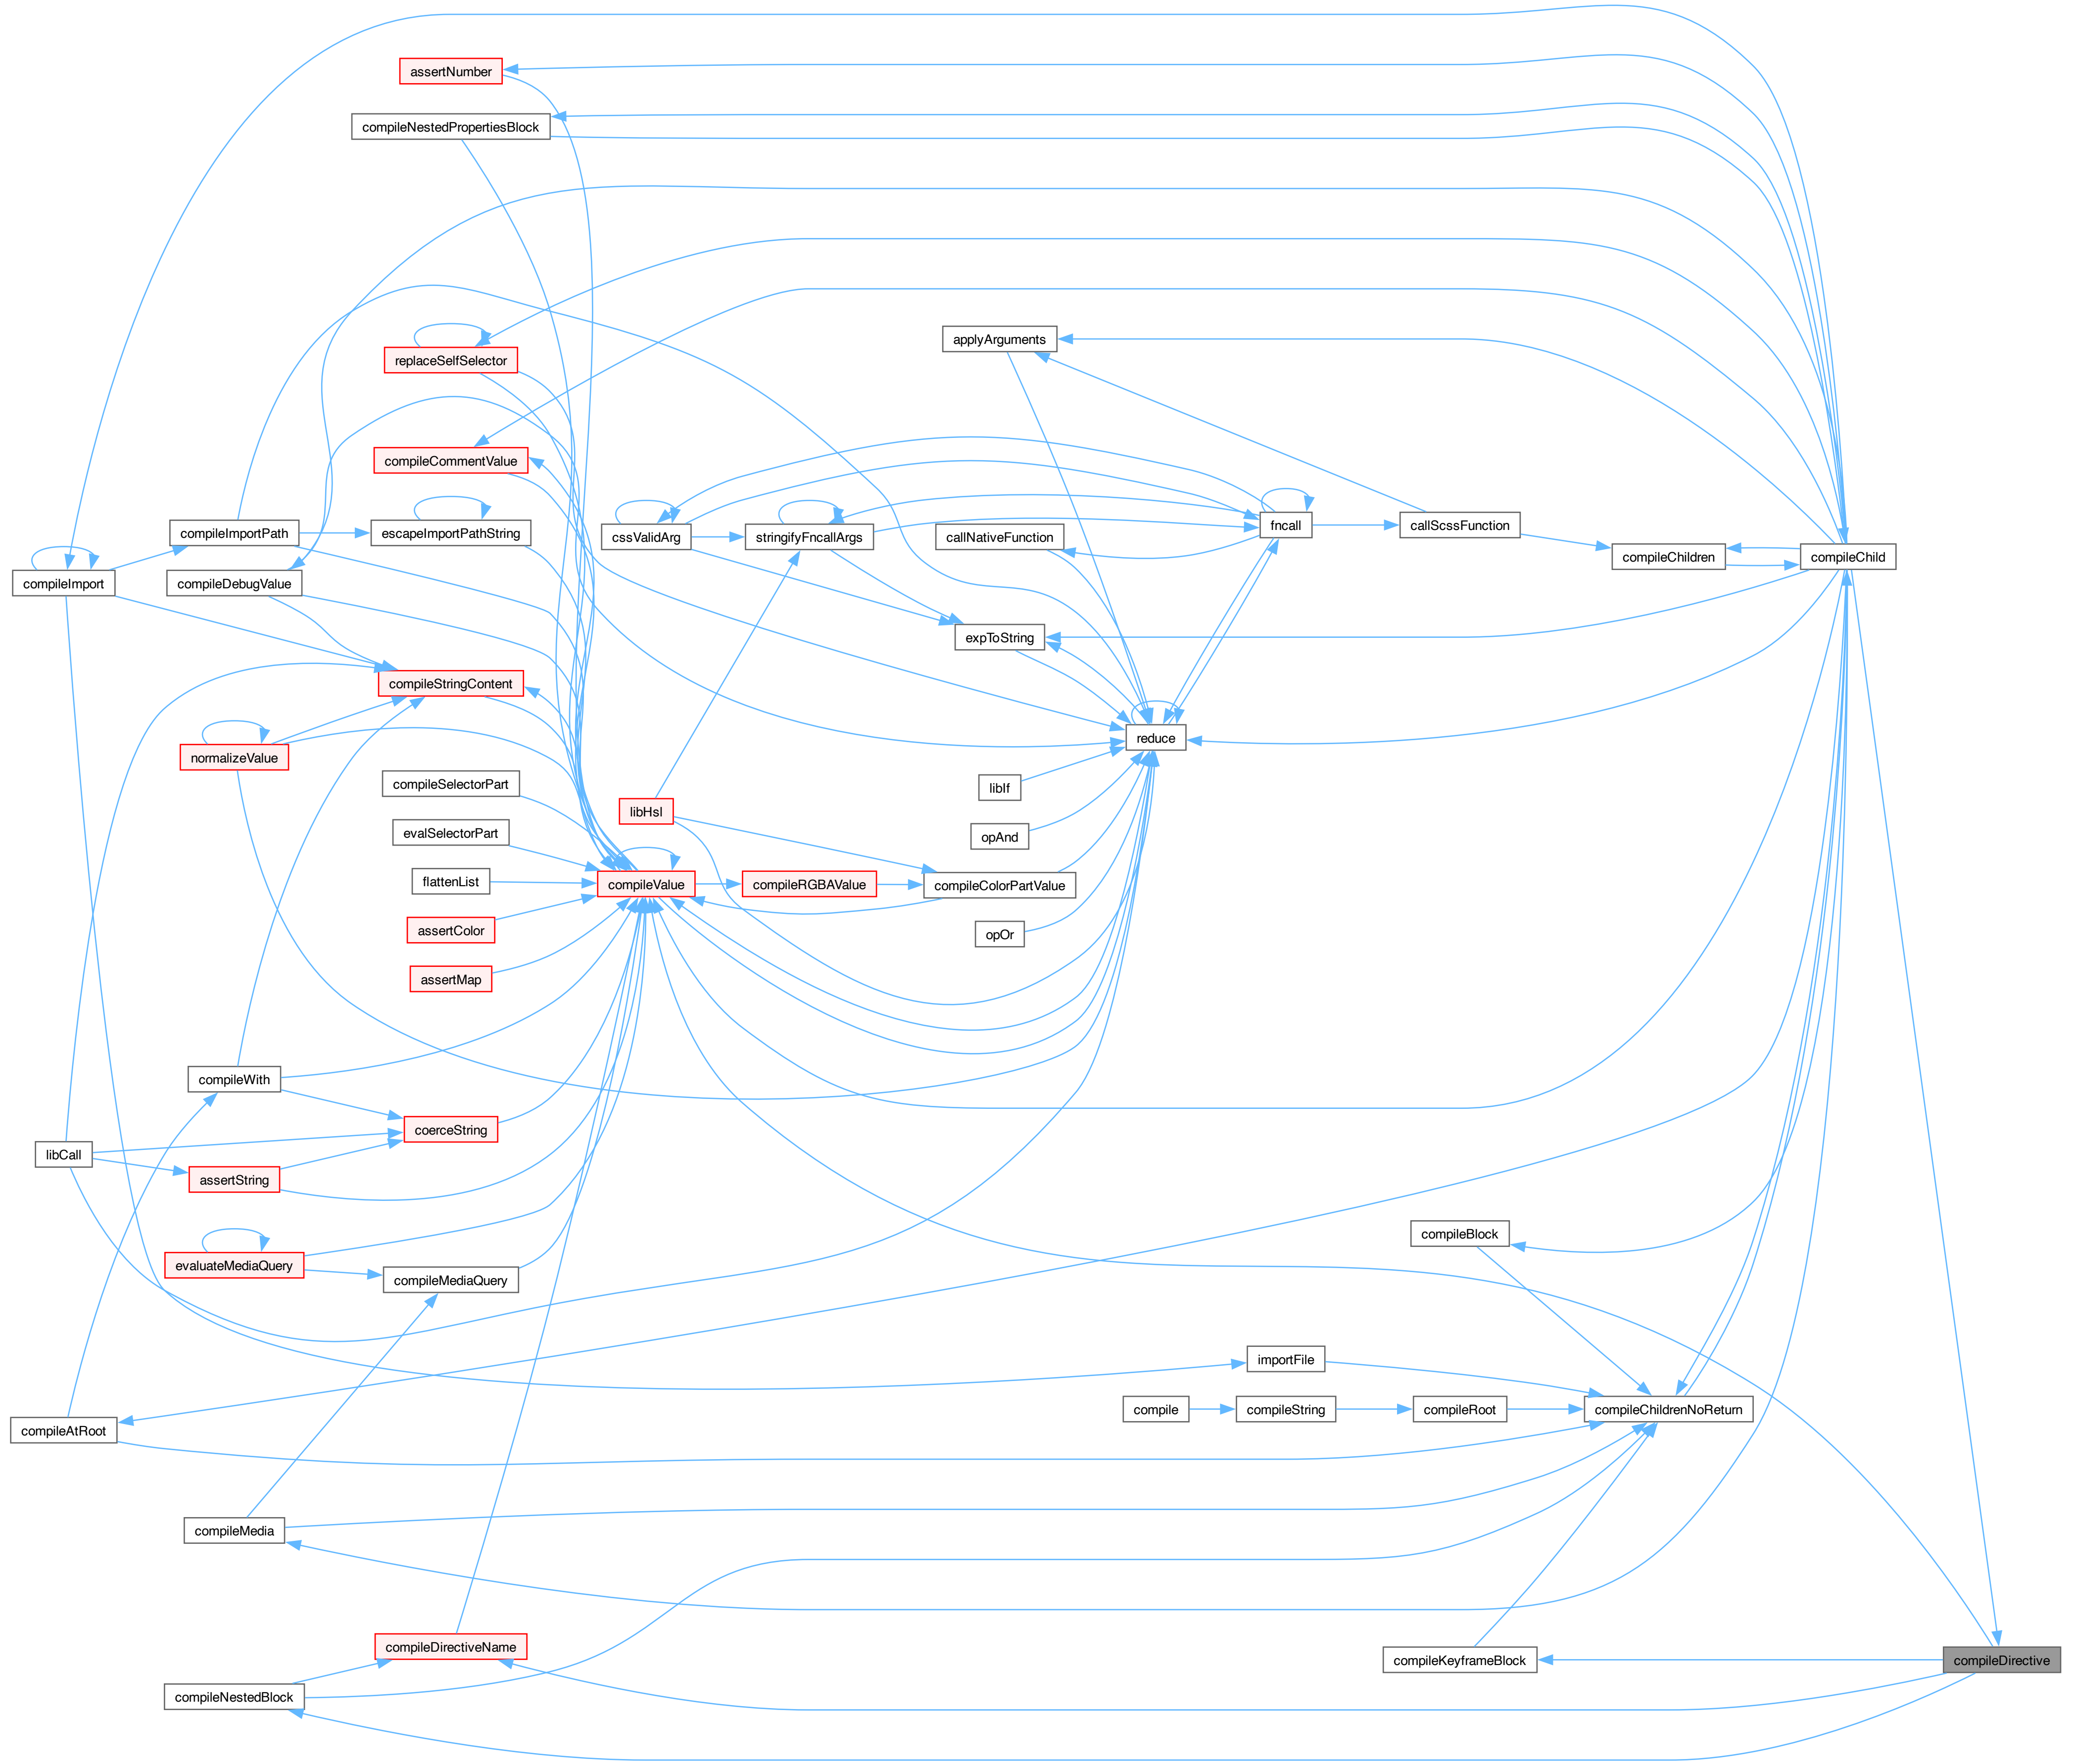 assertNumber
compileNestedPropertiesBlock
applyArguments
replaceSelfSelector
compileCommentValue
compileImportPath
escapeImportPathString
cssValidArg
stringifyFncallArgs
callNativeFunction
fncall
callScssFunction
compileChildren
compileChild
compileImport
compileDebugValue
expToString
compileStringContent
normalizeValue
reduce
compileSelectorPart
libIf
libHsl
evalSelectorPart
opAnd
flattenList
compileValue
compileRGBAValue
compileColorPartValue
assertColor
opOr
assertMap
compileWith
coerceString
libCall
assertString
compileBlock
evaluateMediaQuery
compileMediaQuery
importFile
compile
compileString
compileRoot
compileChildrenNoReturn
compileAtRoot
compileMedia
compileDirectiveName
compileKeyframeBlock
compileDirective
compileNestedBlock